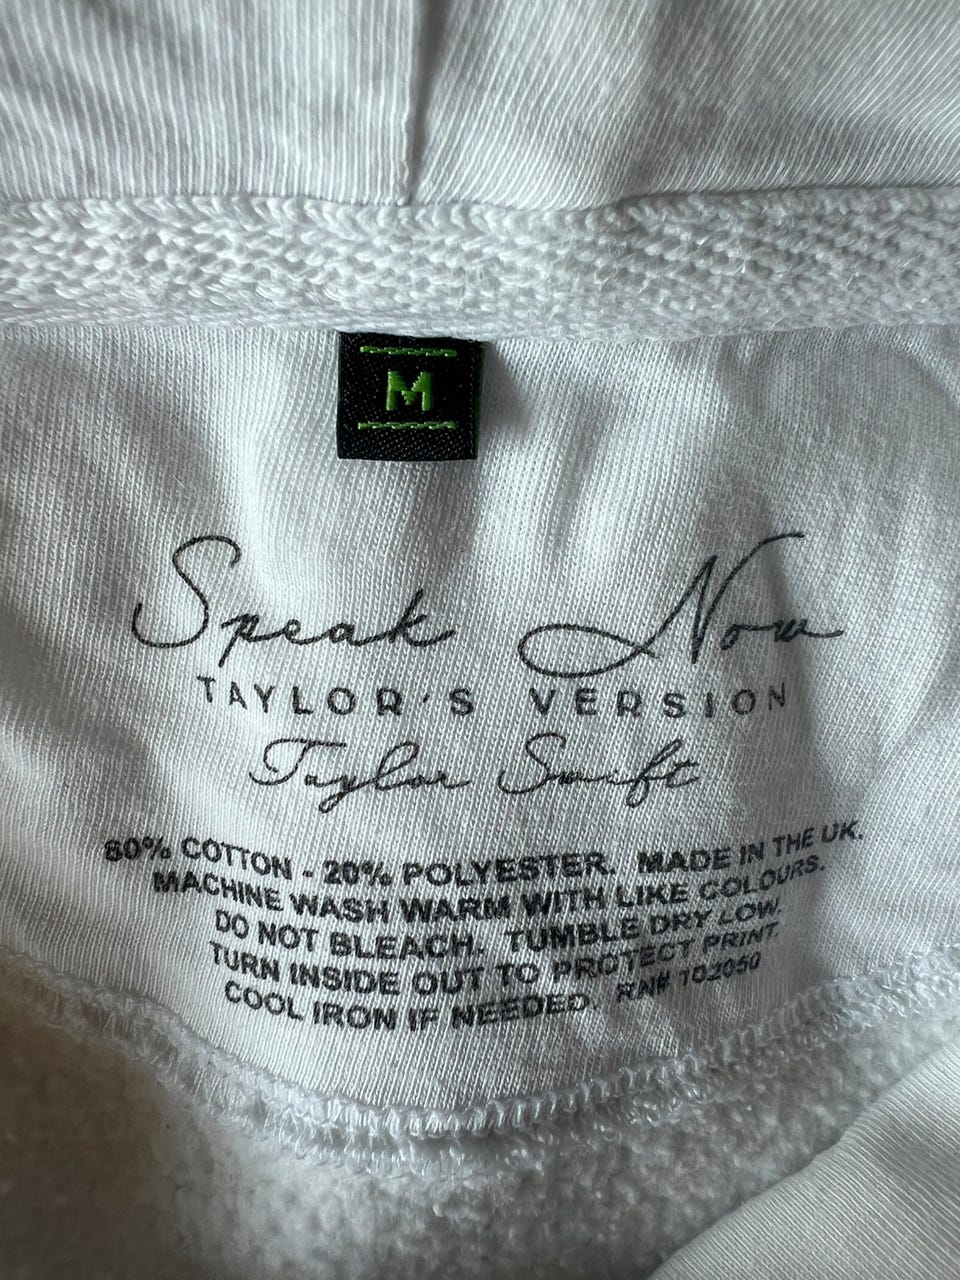 M
Speak Now
TAYLOR'S VERSION
Taylor Swift
80% COTTON - 20% POLYESTER. MADE IN THE UK.
MACHINE WASH WARM WITH LIKE COLOURS.
DO NOT BLEACH. TUMBLE DRY LOW.
TURN INSIDE OUT TO PROTECT PRINT.
COOL IRON IF NEEDED. RN# 102050